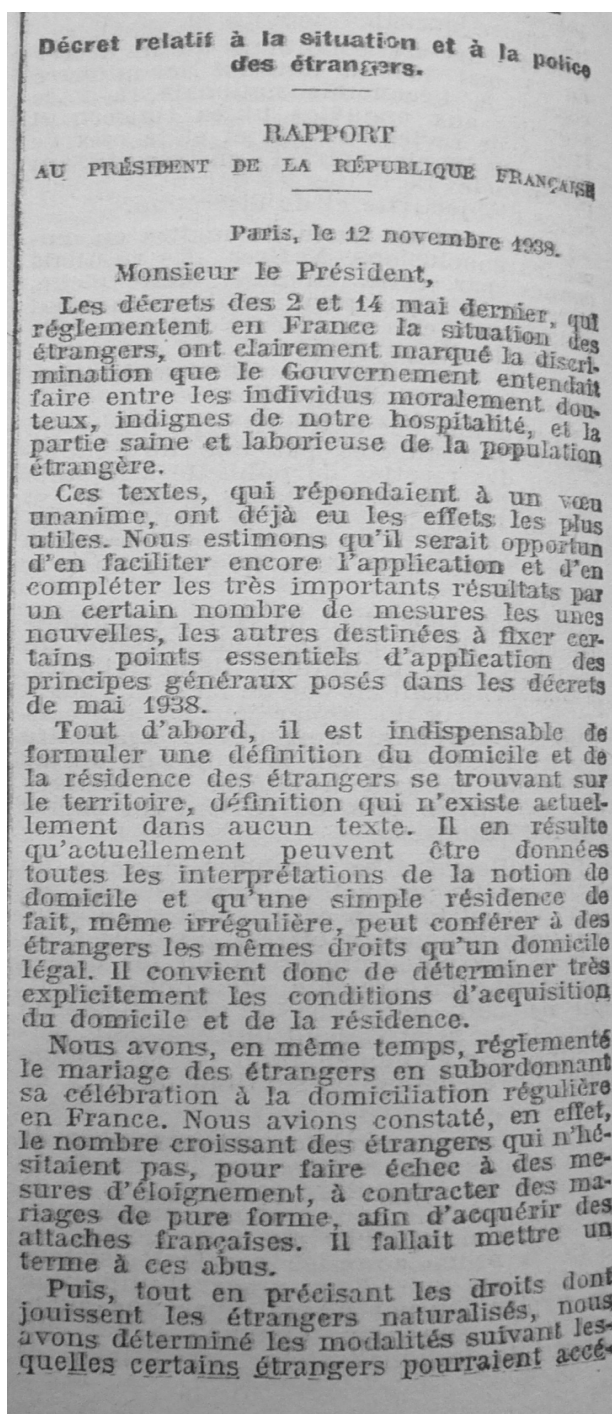 Décret relatif à la situation et à la police
des étrangers.
RAPPORT
AU PRÉSIDENT DE LA RÉPUBLIQUE FRANÇAISE
Paris, le 12 novembre 1938.
Monsieur le Président,
Les décrets des 2 et 14 mai dernier, qui
réglementent en France la situation des
étrangers, ont clairement marqué la discri-
mination que le Gouvernement entendait
faire entre les individus moralement dou-
teux, indignes de notre hospitalité, et la
partie saine et laborieuse de la population
étrangère.
Ces textes, qui répondaient à un vœu
unanime, ont déjà eu les effets les plus
utiles. Nous estimons qu'il serait opportun
d'en faciliter encore l'application et d'en
compléter les très importants résultats par
un certain nombre de mesures les unes
nouvelles, les autres destinées à fixer cer-
tains points essentiels d'application des
principes généraux posés dans les décrets
de mai 1938.
Tout d'abord, il est indispensable de
formuler une définition du domicile et de
la résidence des étrangers se trouvant sur
le territoire, définition qui n'existe actuel-
lement dans aucun texte. Il en résulte
qu'actuellement peuvent être données
toutes les interprétations de la notion de
domicile et qu'une simple résidence de
fait, même irrégulière, peut conférer à des
étrangers les mêmes droits qu'un domicile
légal. Il convient donc de déterminer très
explicitement les conditions d'acquisition
du domicile et de la résidence.
Nous avons, en même temps, réglementé
le mariage des étrangers en subordonnant
sa célébration à la domiciliation régulière
en France. Nous avions constaté, en effet,
le nombre croissant des étrangers qui n'hé-
sitaient pas, pour faire échec à des me-
sures d'éloignement, à contracter des ma-
riages de pure forme, afin d'acquérir des
attaches françaises. Il fallait mettre un
terme à ces abus.
Puis, tout en précisant les droits dont
jouissent les étrangers naturalisés, nous
avons déterminé les modalités suivant les-
quelles certains étrangers pourraient accé-